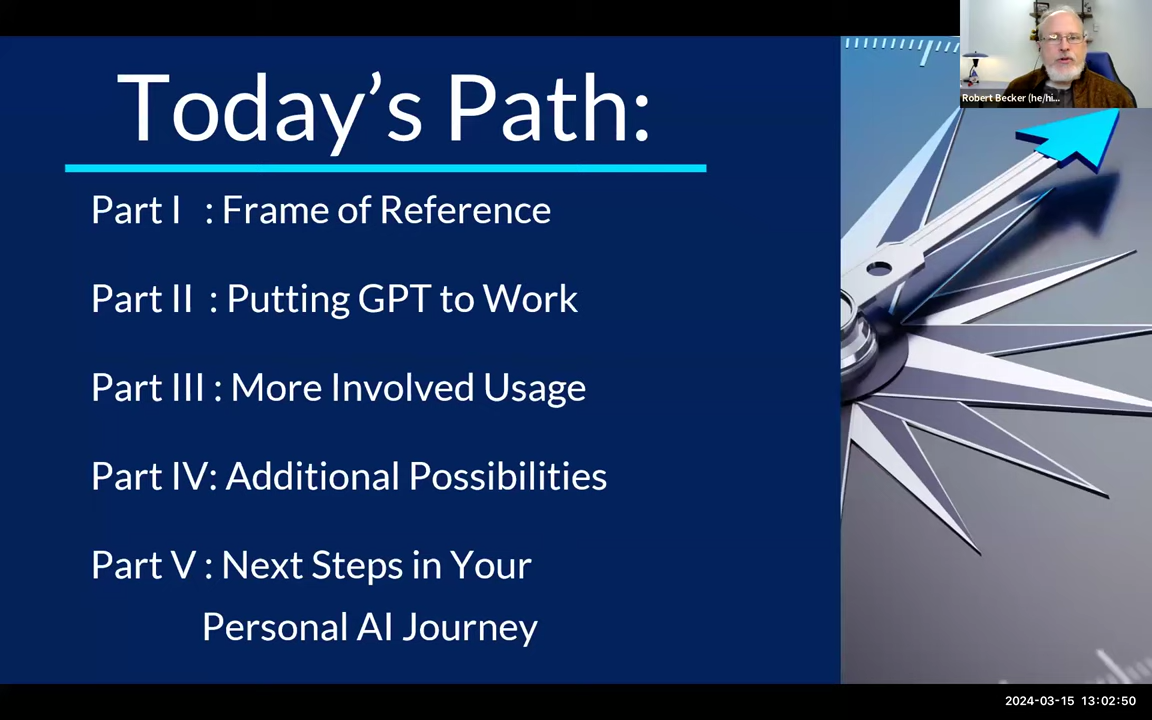 Today’s Path:
Part I : Frame of Reference
Part II : Putting GPT to Work
Part III : More Involved Usage
Part IV: Additional Possibilities
Part V : Next Steps in Your
Personal AI Journey
Robert Becker (he/hi...
2024-03-15 13:02:50